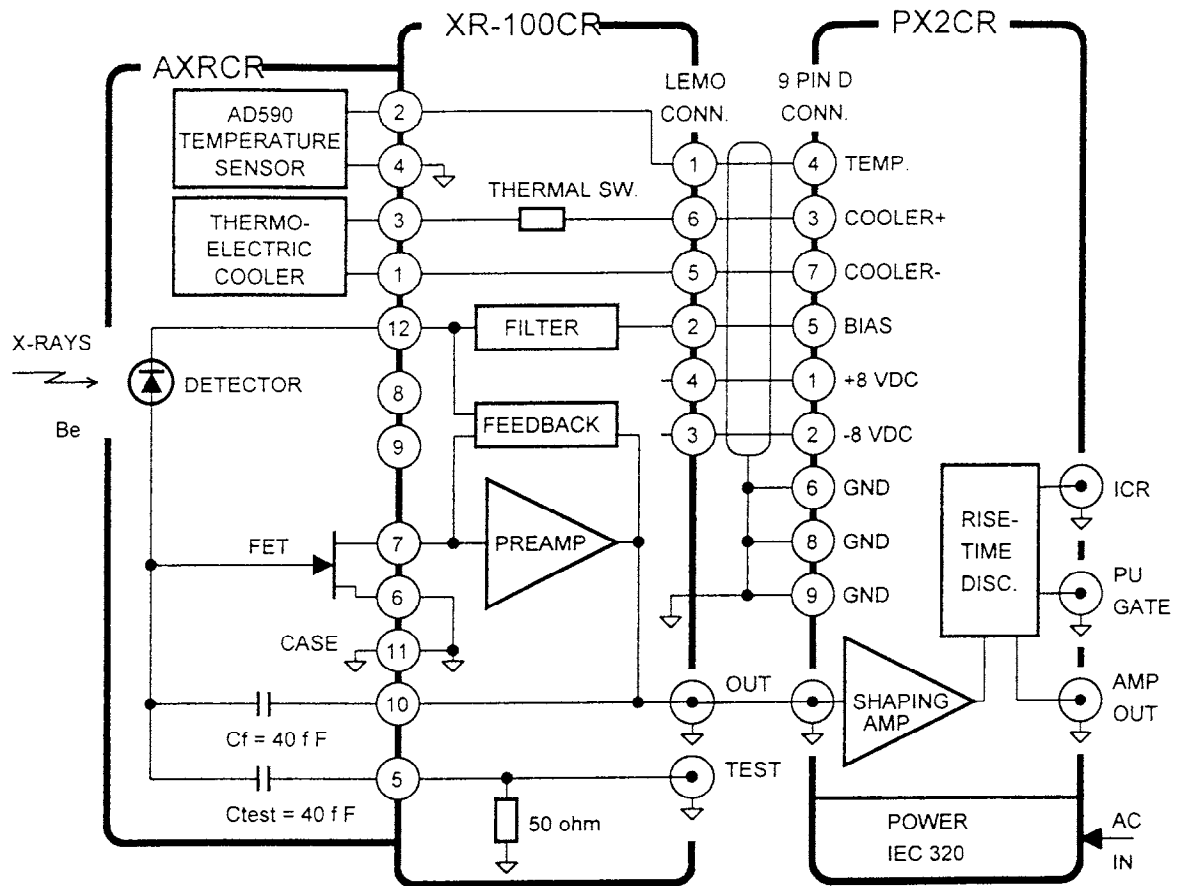 XR-100CR
PX2CR
AXRCR
LEMO
CONN.
9 PIN D
CONN.
AD590
TEMPERATURE
SENSOR
2
4
1
4
TEMP.
THERMAL SW.
THERMO-
ELECTRIC
COOLER
3
6
3
COOLER+
1
5
7
COOLER-
12
FILTER
2
5
BIAS
X-RAYS
DETECTOR
Be
8
4
1
+8 VDC
9
FEEDBACK
3
2
-8 VDC
6
GND
8
GND
9
GND
RISE-
TIME
DISC.
ICR
PU
GATE
FET
7
PREAMP
6
CASE
11
10
OUT
SHAPING
AMP
AMP
OUT
Cf = 40 f F
5
TEST
Ctest = 40 f F
50 ohm
POWER
IEC 320
AC
IN